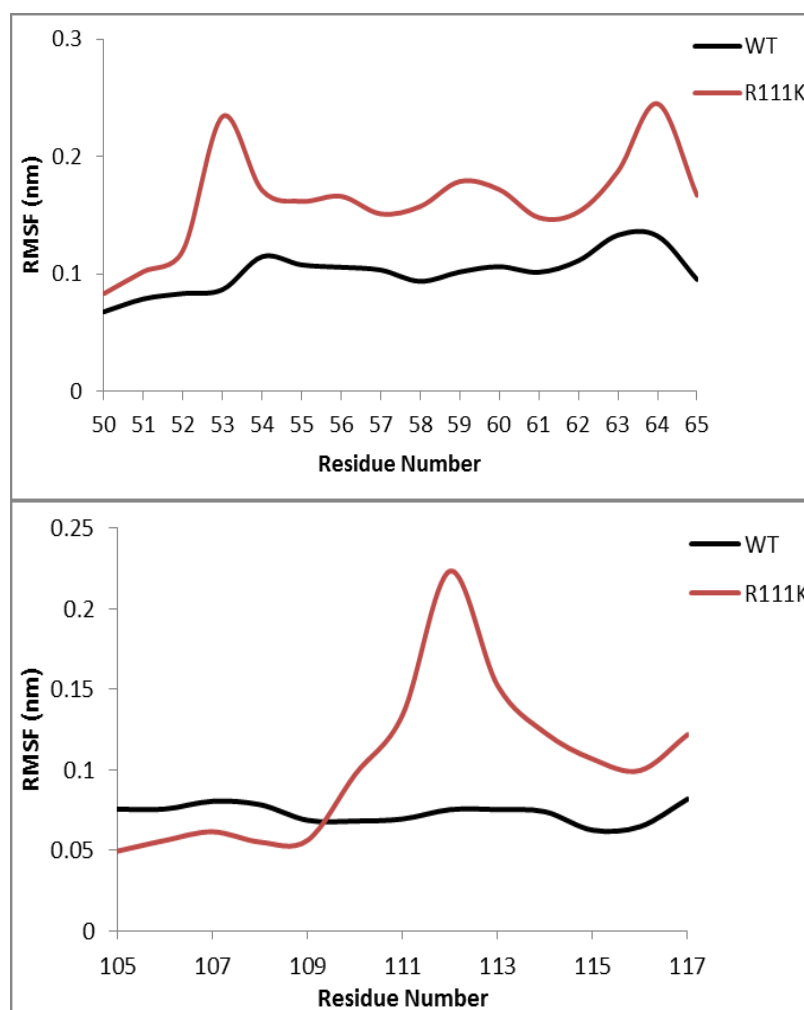 0.3
WT
R111K
0.2
RMSF (nm)
0.1
0
50 51 52 53 54 55 56 57 58 59 60 61 62 63 64 65
Residue Number
0.25
WT
0.2
R111K
0.15
RMSF (nm)
0.1
0.05
0
105 107 109 111 113 115 117
Residue Number